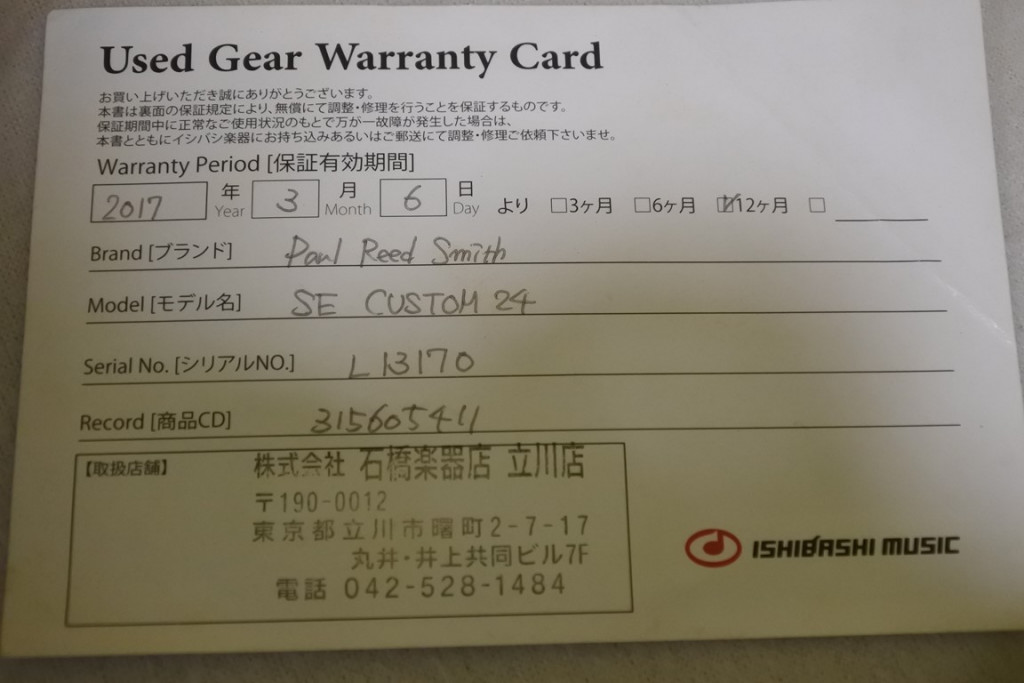 Used Gear Warranty Card
お買い上げいただき誠にありがとうございます。
本書は裏面の保証規定により、無償にて調整・修理を行うことを保証するものです。
保証期間中に正常なご使用状況のもとで万が一故障が発生した場合は、
本書とともにイシバシ楽器にお持ち込みあるいはご郵送にて調整・修理ご依頼下さいませ。
Warranty Period [保証有効期間]
2017 年 Year 3 月 Month 6 日 Day より □3ヶ月 □6ヶ月 ☑12ヶ月 □
Brand [ブランド] Paul Reed Smith
Model [モデル名] SE CUSTOM 24
Serial No. [シリアルNO.] L13170
Record [商品CD] 315605411
【取扱店舗】 株式会社 石橋楽器店 立川店
〒190-0012
東京都立川市曙町2-7-17
丸井・井上共同ビル7F
電話 042-528-1484
ISHIBASHI MUSIC